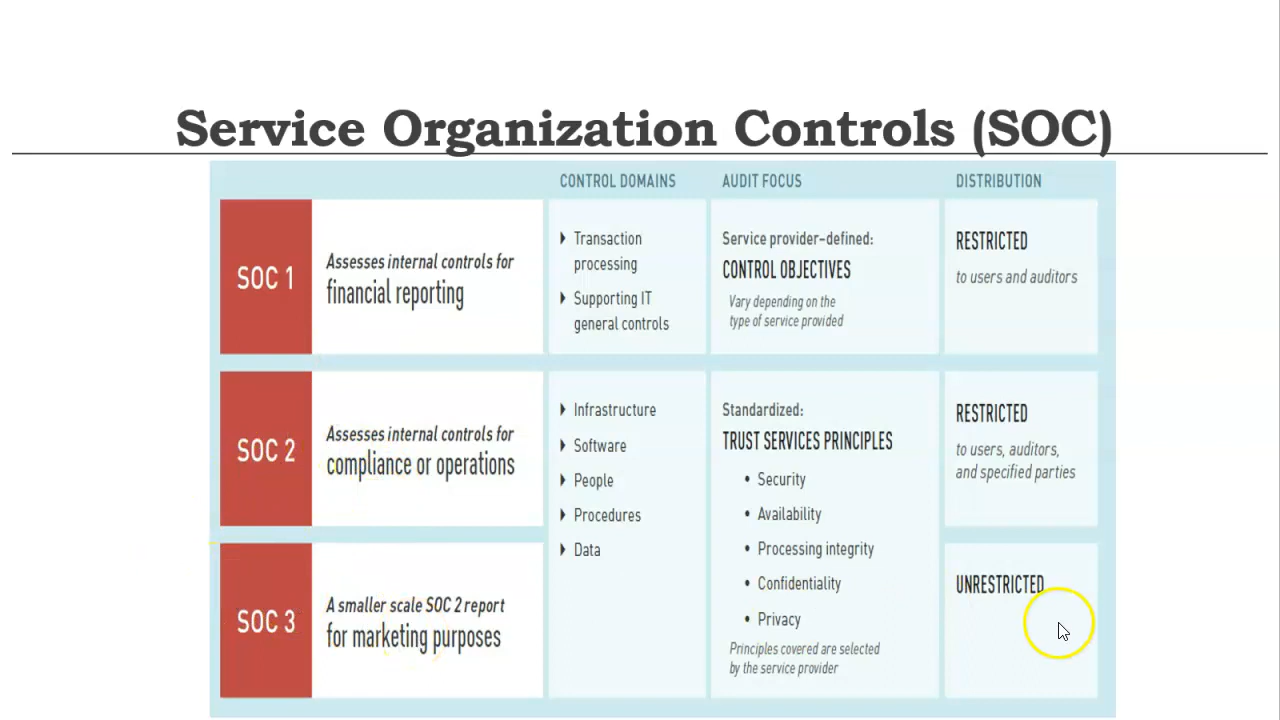 Service Organization Controls (SOC)
CONTROL DOMAINS
AUDIT FOCUS
DISTRIBUTION
SOC 1
Assesses internal controls for
financial reporting
Transaction
processing
Supporting IT
general controls
Service provider-defined:
CONTROL OBJECTIVES
Vary depending on the
type of service provided
RESTRICTED
to users and auditors
SOC 2
Assesses internal controls for
compliance or operations
Infrastructure
Software
People
Procedures
Data
Standardized:
TRUST SERVICES PRINCIPLES
• Security
• Availability
• Processing integrity
• Confidentiality
• Privacy
Principles covered are selected
by the service provider
RESTRICTED
to users, auditors,
and specified parties
SOC 3
A smaller scale SOC 2 report
for marketing purposes
UNRESTRICTED